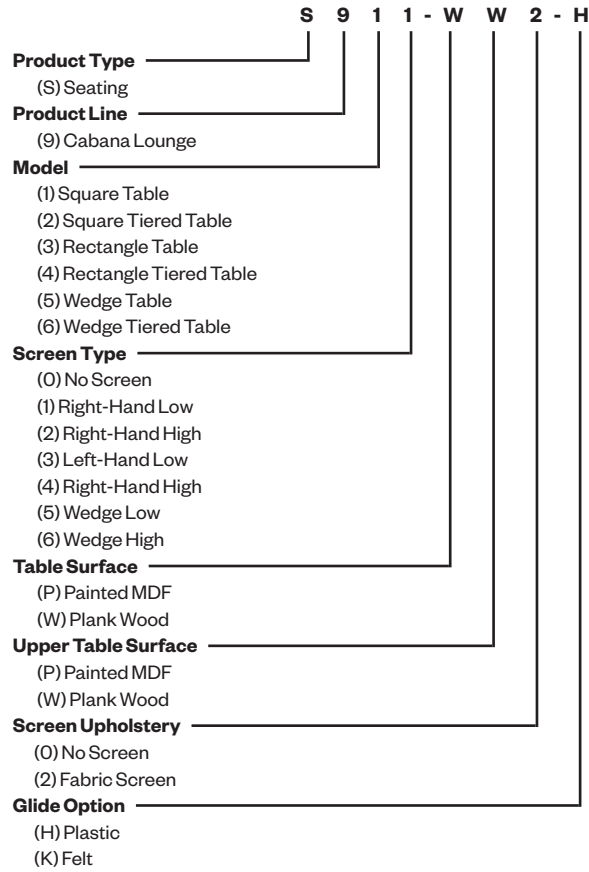 S 9 1 1 - W W 2 - H
Product Type
(S) Seating
Product Line
(9) Cabana Lounge
Model
(1) Square Table
(2) Square Tiered Table
(3) Rectangle Table
(4) Rectangle Tiered Table
(5) Wedge Table
(6) Wedge Tiered Table
Screen Type
(0) No Screen
(1) Right-Hand Low
(2) Right-Hand High
(3) Left-Hand Low
(4) Right-Hand High
(5) Wedge Low
(6) Wedge High
Table Surface
(P) Painted MDF
(W) Plank Wood
Upper Table Surface
(P) Painted MDF
(W) Plank Wood
Screen Upholstery
(0) No Screen
(2) Fabric Screen
Glide Option
(H) Plastic
(K) Felt